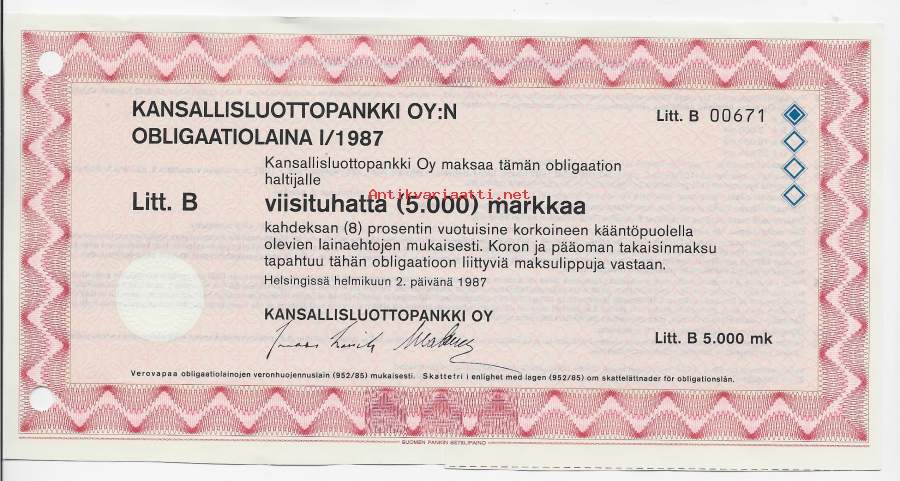 KANSALLISLUOTTOPANKKI OY:N
OBLIGAATIOLAINA I/1987
Litt. B 00671
Kansallisluottopankki Oy maksaa tämän obligaation
haltijalle
Antikvariaatti.net
Litt. B
viisituhatta (5.000) markkaa
kahdeksan (8) prosentin vuotuisine korkoineen kääntöpuolella
olevien lainaehtojen mukaisesti. Koron ja pääoman takaisinmaksu
tapahtuu tähän obligaatioon liittyviä maksulippuja vastaan.
Helsingissä helmikuun 2. päivänä 1987
KANSALLISLUOTTOPANKKI OY
Litt. B 5.000 mk
Verovapaa obligaatiolainojen veronhuojennuslain (952/85) mukaisesti. Skattefri i enlighet med lagen (952/85) om skattelättnader för obligationslån.
SUOMEN PANKIN SETELIPAINO